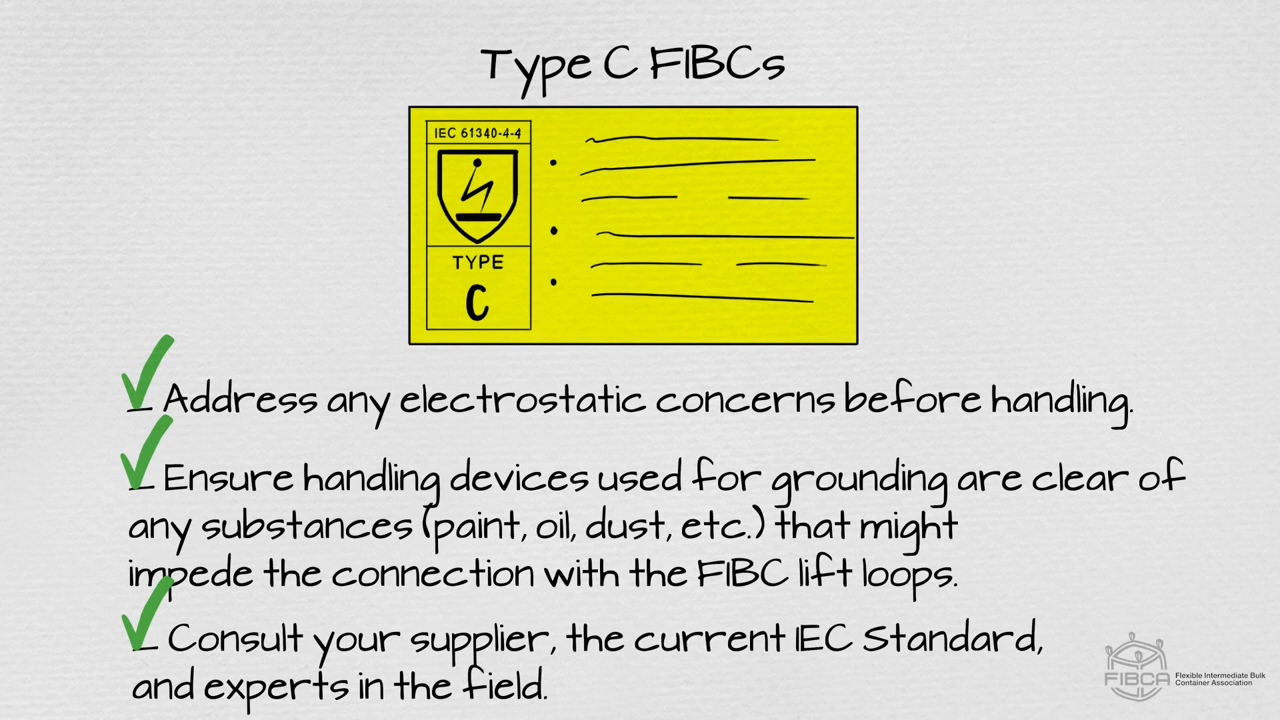 Type C FIBCs
IEC 61340-4-4
TYPE
C
Address any electrostatic concerns before handling.
Ensure handling devices used for grounding are clear of
any substances (paint, oil, dust, etc.) that might
impede the connection with the FIBC lift loops.
Consult your supplier, the current IEC Standard,
and experts in the field.
FIBCA
Flexible Intermediate Bulk
Container Association